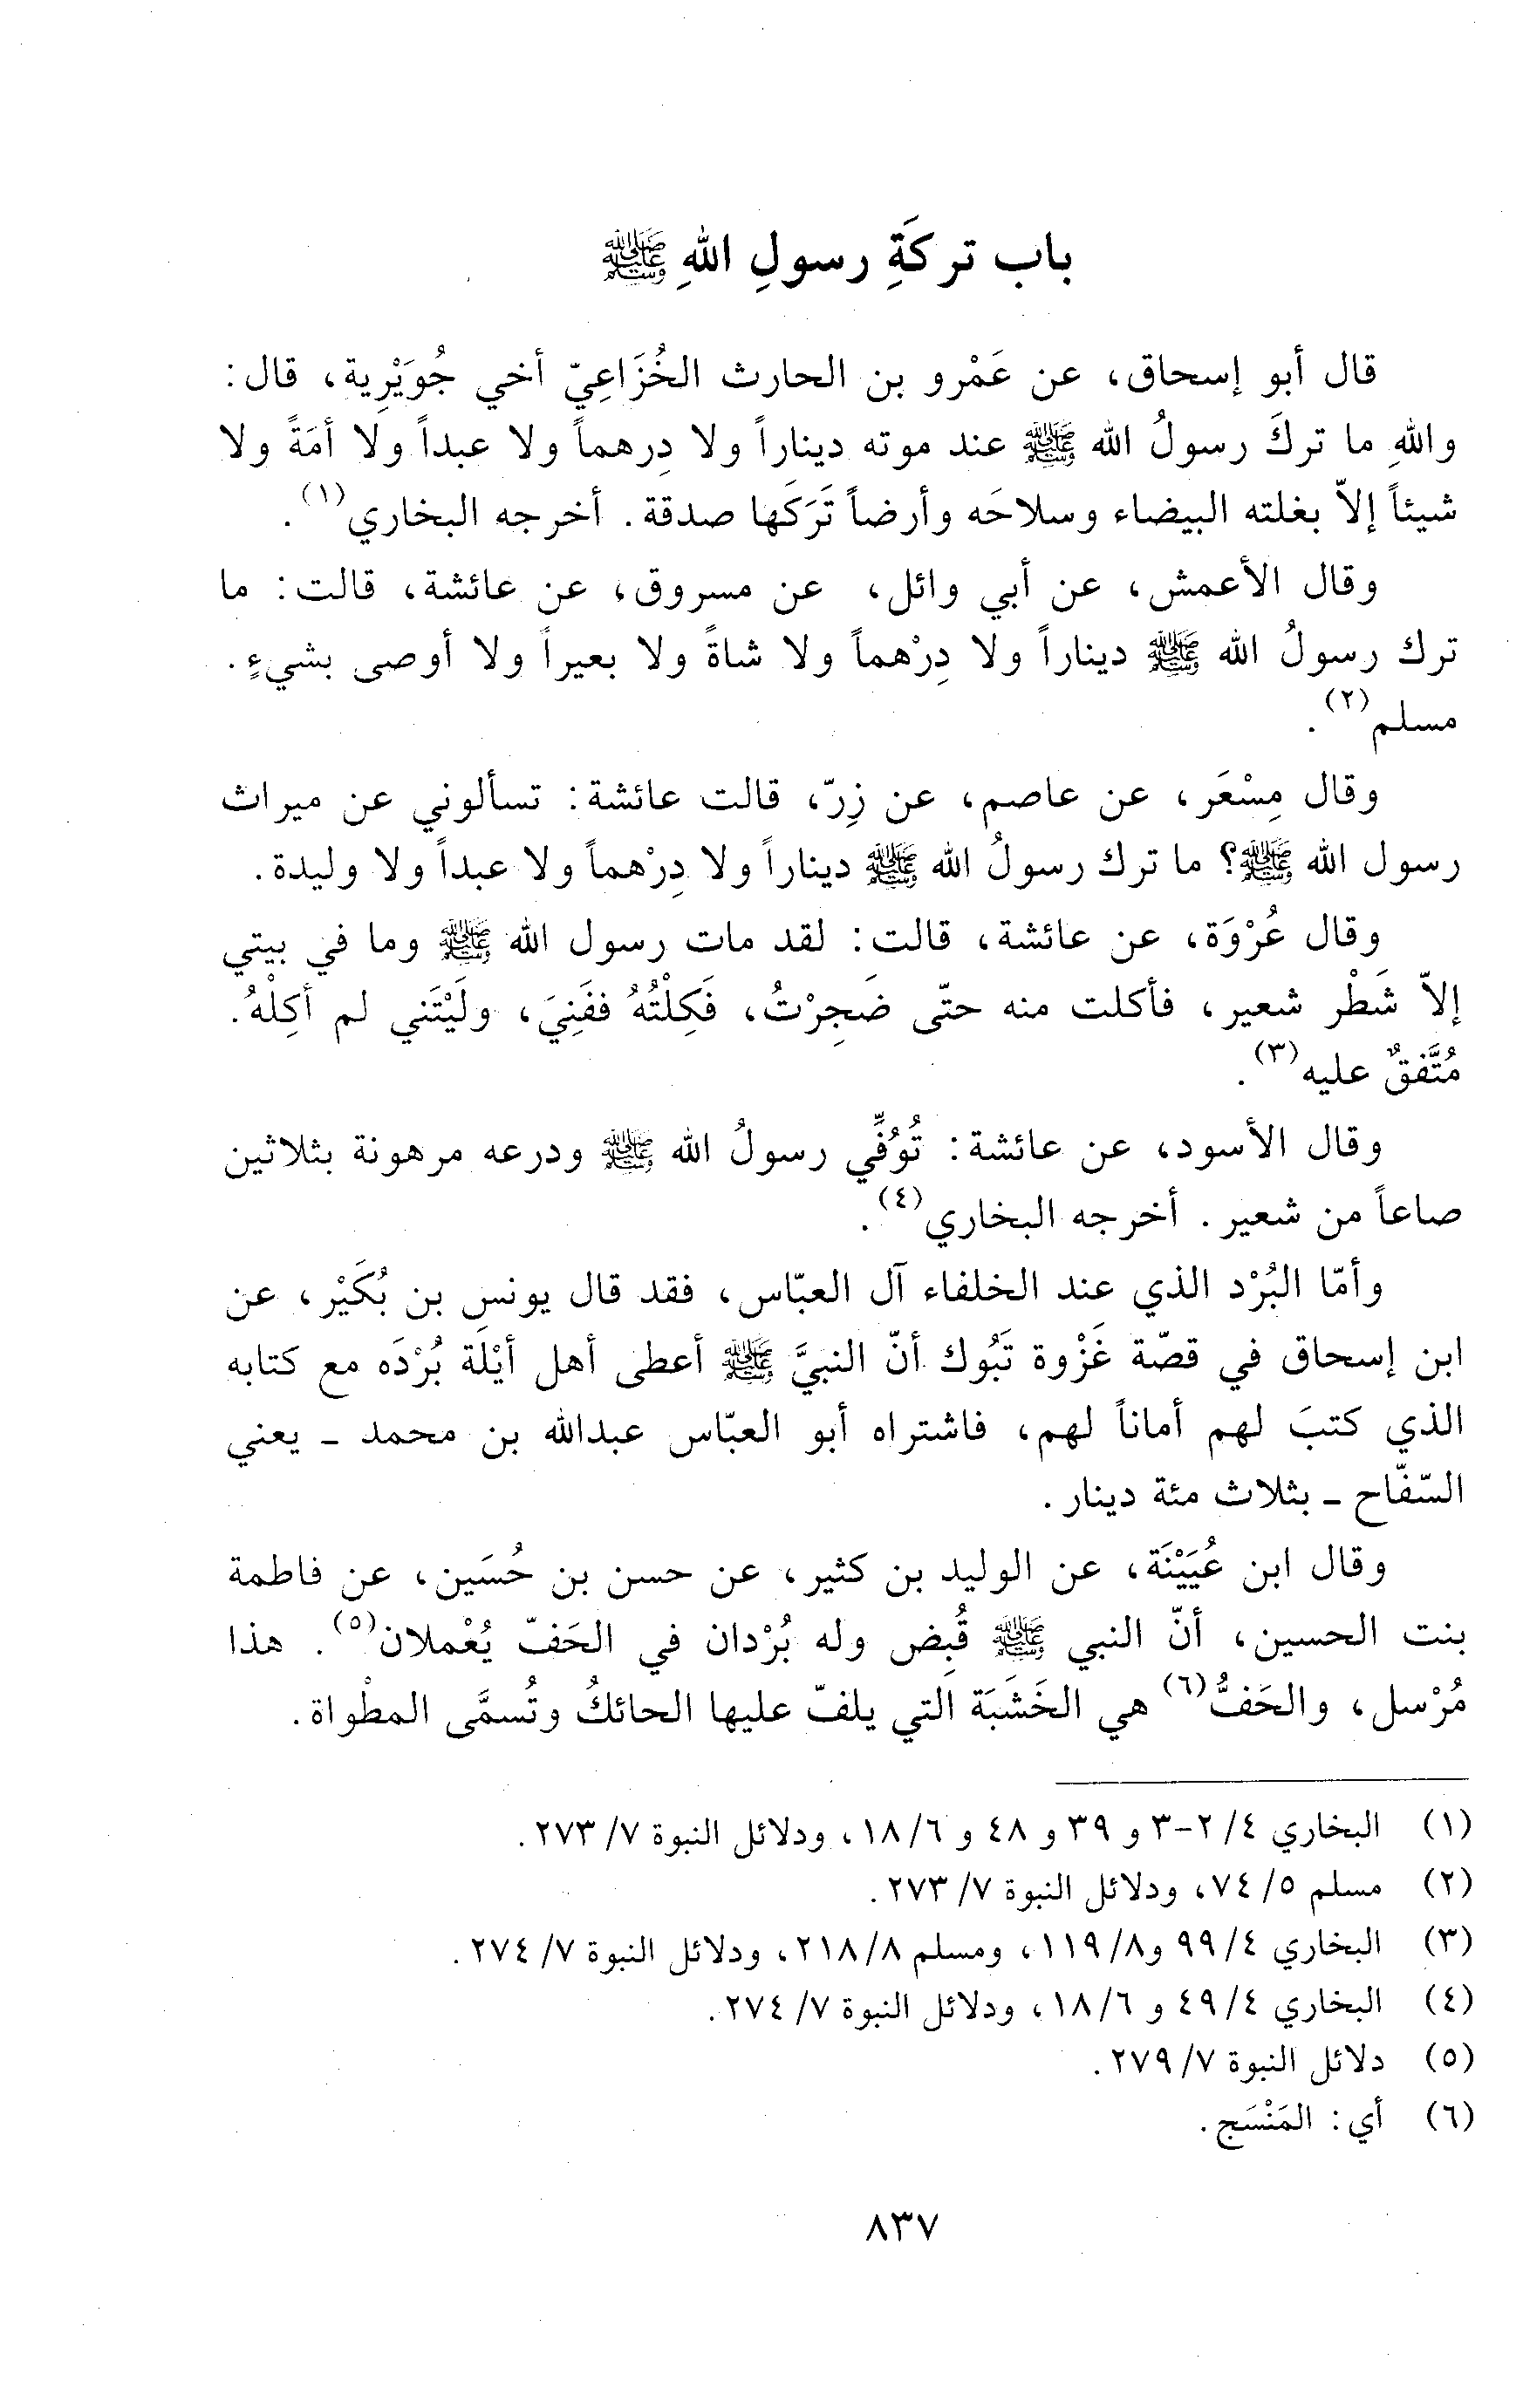 باب تركَةِ رسولِ اللهِ ﷺ
قال أبو إسحاق، عن عَمْرو بن الحارث الخُزَاعِيّ أخي جُوَيْرِية، قال:
واللهِ ما تركَ رسولُ الله ﷺ عند موته ديناراً ولا دِرهماً ولا عبداً ولا أمَةً ولا
شيئاً إلاّ بغلته البيضاء وسلاحَه وأرضاً تَرَكَها صدقة. أخرجه البخاري(١).
وقال الأعمش، عن أبي وائل، عن مسروق، عن عائشة، قالت: ما
ترك رسولُ الله ﷺ ديناراً ولا دِرْهماً ولا شاةً ولا بعيراً ولا أوصى بشيءٍ.
مسلم(٢).
وقال مِسْعَر، عن عاصم، عن زِرّ، قالت عائشة: تسألوني عن ميراث
رسول الله ﷺ؟ ما ترك رسولُ الله ﷺ ديناراً ولا دِرْهماً ولا عبداً ولا وليدة.
وقال عُرْوَة، عن عائشة، قالت: لقد مات رسول الله ﷺ وما في بيتي
إلاّ شَطْر شعير، فأكلت منه حتّى ضَجِرْتُ، فَكِلْتُهُ ففَنِيَ، ولَيْتَني لم أكِلْهُ.
مُتَّفقٌ عليه(٣).
وقال الأسود، عن عائشة: تُوُفِّي رسولُ الله ﷺ ودرعه مرهونة بثلاثين
صاعاً من شعير. أخرجه البخاري(٤).
وأمّا البُرْد الذي عند الخلفاء آل العبّاس، فقد قال يونس بن بُكَيْر، عن
ابن إسحاق في قصّة غَزْوة تَبُوك أنّ النبيَّ ﷺ أعطى أهل أيْلَة بُرْدَه مع كتابه
الذي كتبَ لهم أماناً لهم، فاشتراه أبو العبّاس عبدالله بن محمد ـ يعني
السّفّاح ـ بثلاث مئة دينار.
وقال ابن عُيَيْنَة، عن الوليد بن كثير، عن حسن بن حُسَين، عن فاطمة
بنت الحسين، أنّ النبي ﷺ قُبِض وله بُرْدان في الحَفّ يُعْملان(٥). هذا
مُرْسل، والحَفُّ(٦) هي الخَشَبَة التي يلفّ عليها الحائكُ وتُسمَّى المطْواة.
(١) البخاري ٤/ ٢-٣ و ٣٩ و ٤٨ و ٦/ ١٨، ودلائل النبوة ٧/ ٢٧٣.
(٢) مسلم ٥/ ٧٤، ودلائل النبوة ٧/ ٢٧٣.
(٣) البخاري ٤/ ٩٩ و٨/ ١١٩، ومسلم ٨/ ٢١٨، ودلائل النبوة ٧/ ٢٧٤.
(٤) البخاري ٤/ ٤٩ و ٦/ ١٨، ودلائل النبوة ٧/ ٢٧٤.
(٥) دلائل النبوة ٧/ ٢٧٩.
(٦) أي: المَنْسَج.
٨٣٧